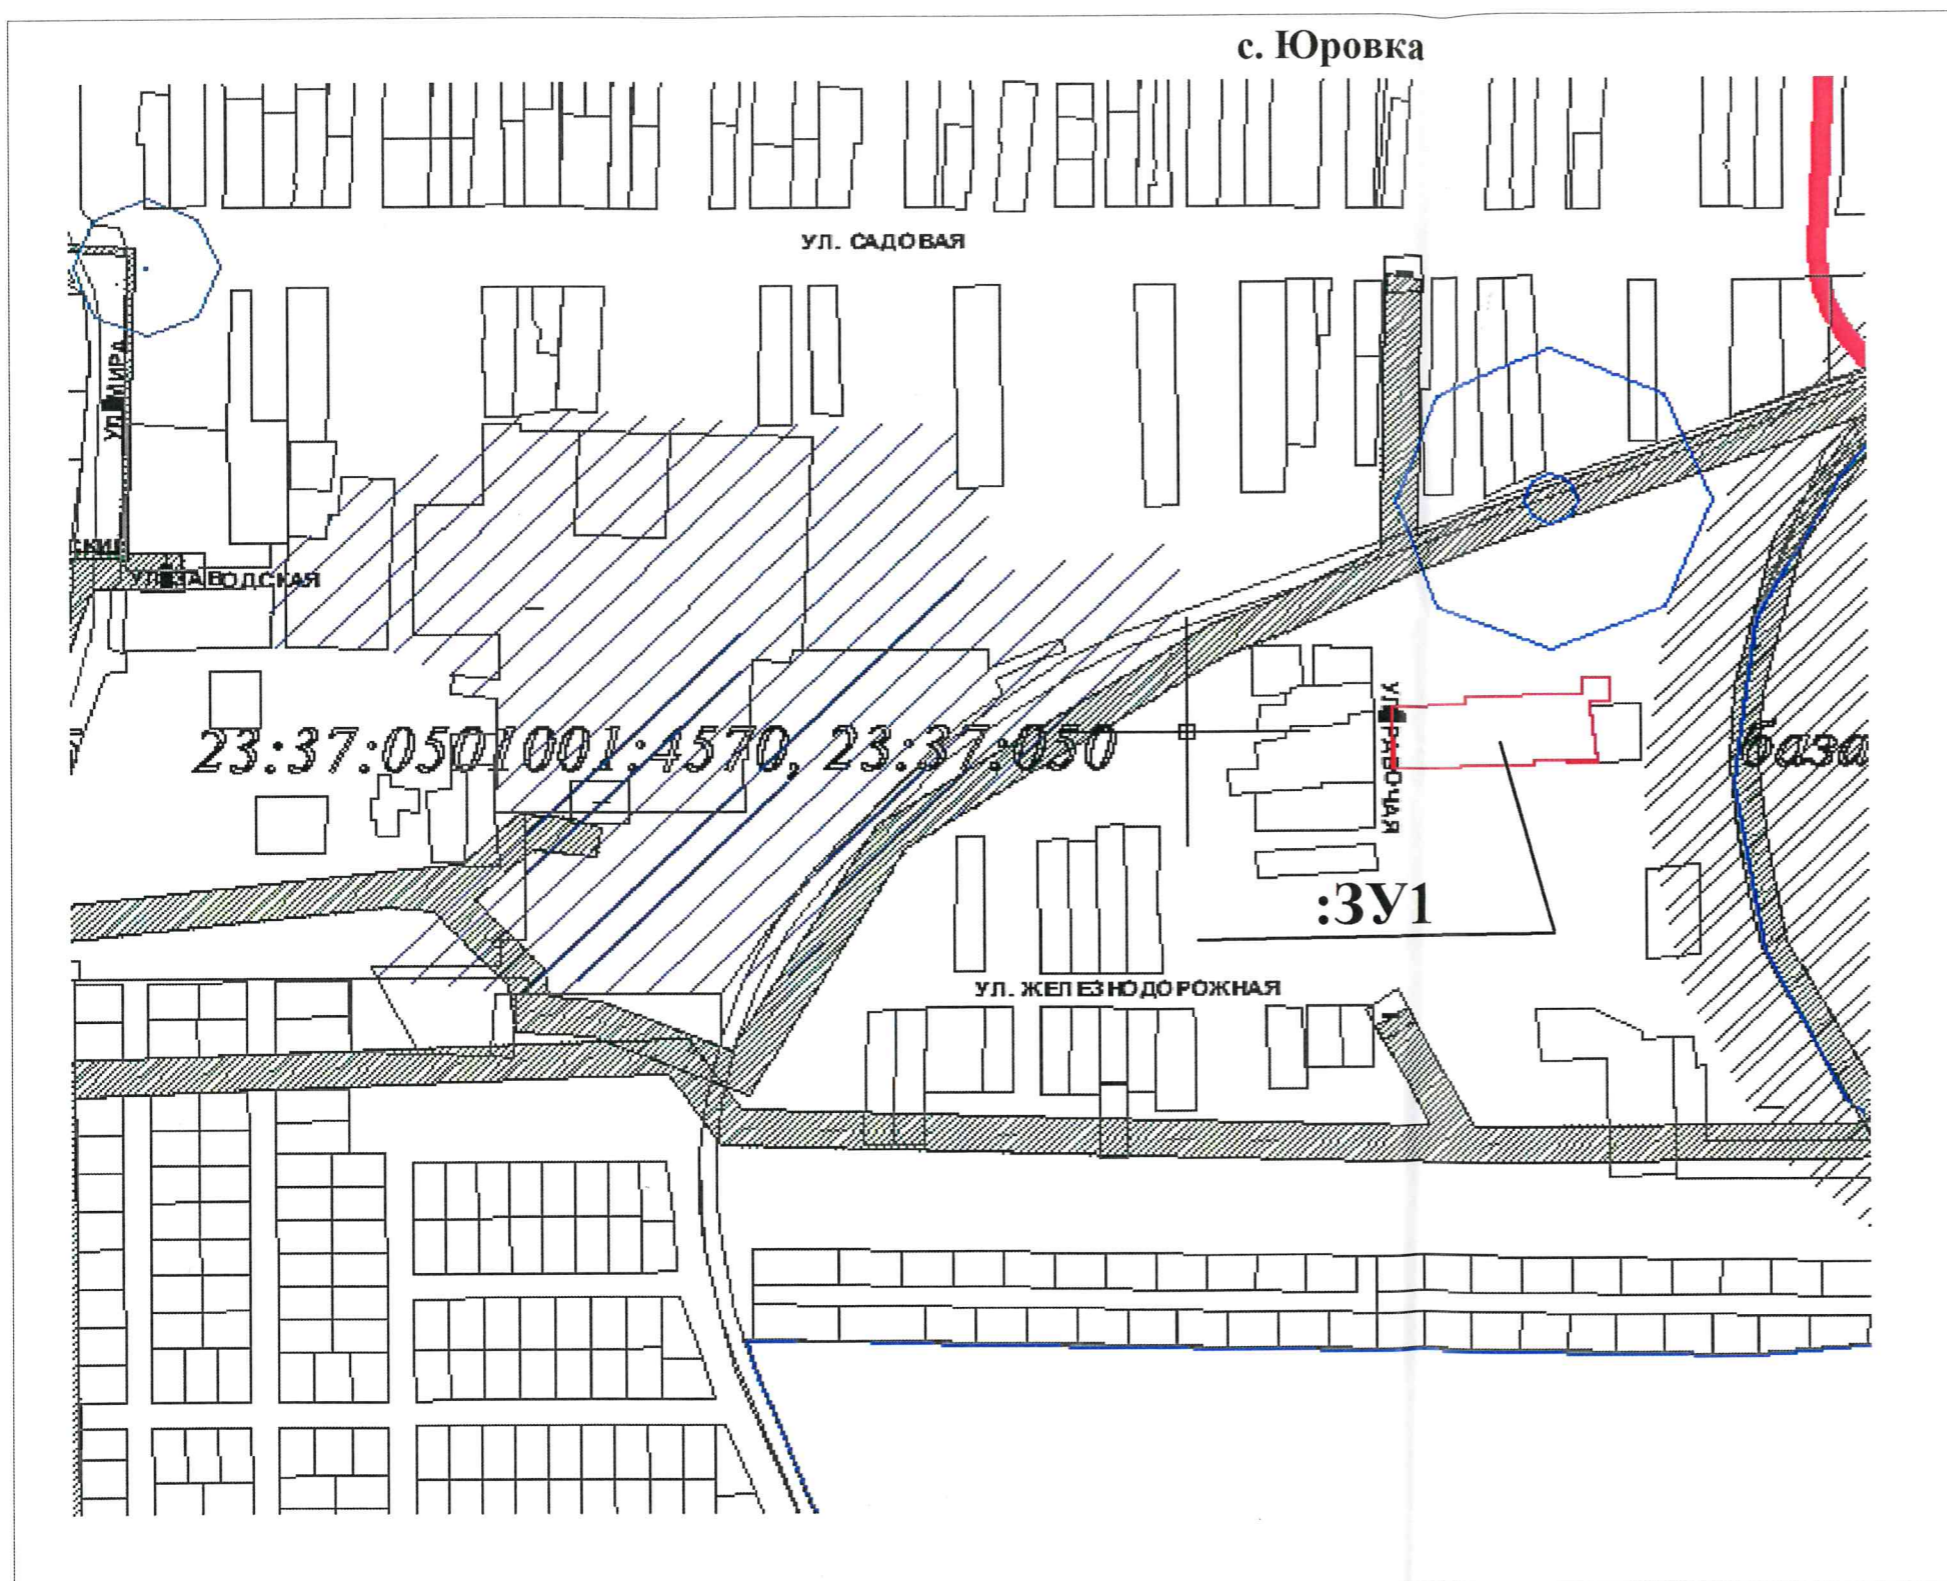 с. Юровка
УЛ. САДОВАЯ
УЛ. МИРА
УЛ. ЗАВОДСКАЯ
23:37:0501001:4570, 23:37:050
УЛ. РАБОЧАЯ
база
:ЗУ1
УЛ. ЖЕЛЕЗНОДОРОЖНАЯ